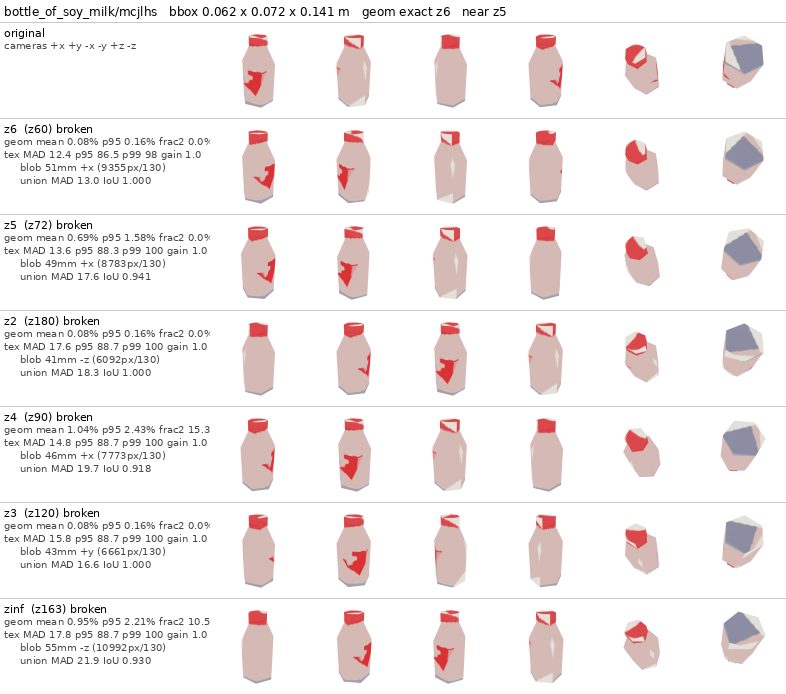 bottle_of_soy_milk/mcjlhs   bbox 0.062 x 0.072 x 0.141 m   geom exact z6   near z5
original
cameras +x +y -x -y +z -z
z6  (z60) broken
geom mean 0.08% p95 0.16% frac2 0.0%
tex MAD 12.4 p95 86.5 p99 98 gain 1.0
blob 51mm +x (9355px/130)
union MAD 13.0 IoU 1.000
z5  (z72) broken
geom mean 0.69% p95 1.58% frac2 0.0%
tex MAD 13.6 p95 88.3 p99 100 gain 1.0
blob 49mm +x (8783px/130)
union MAD 17.6 IoU 0.941
z2  (z180) broken
geom mean 0.08% p95 0.16% frac2 0.0%
tex MAD 17.6 p95 88.7 p99 100 gain 1.0
blob 41mm -z (6092px/130)
union MAD 18.3 IoU 1.000
z4  (z90) broken
geom mean 1.04% p95 2.43% frac2 15.3
tex MAD 14.8 p95 88.7 p99 100 gain 1.0
blob 46mm +x (7773px/130)
union MAD 19.7 IoU 0.918
z3  (z120) broken
geom mean 0.08% p95 0.16% frac2 0.0%
tex MAD 15.8 p95 88.7 p99 100 gain 1.0
blob 43mm +y (6661px/130)
union MAD 16.6 IoU 1.000
zinf  (z163) broken
geom mean 0.95% p95 2.21% frac2 10.5
tex MAD 17.8 p95 88.7 p99 100 gain 1.0
blob 55mm -z (10992px/130)
union MAD 21.9 IoU 0.930